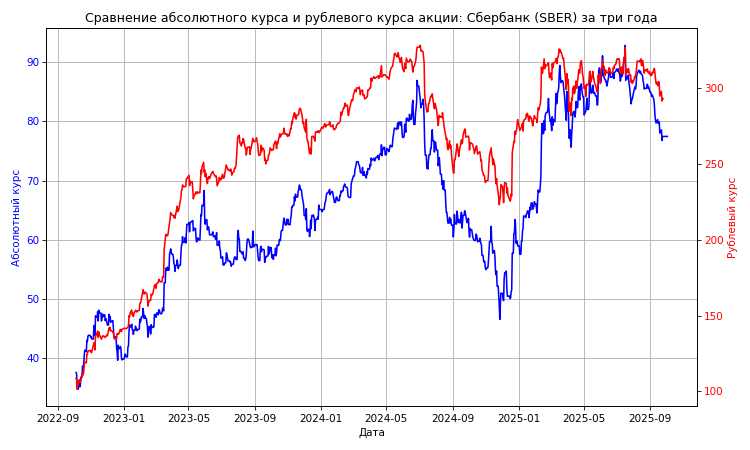 Сравнение абсолютного курса и рублевого курса акции: Сбербанк (SBER) за три года
Абсолютный курс
90
80
70
60
50
40
300
250
200
150
100
Рублевый курс
2022-09 2023-01 2023-05 2023-09 2024-01 2024-05 2024-09 2025-01 2025-05 2025-09
Дата